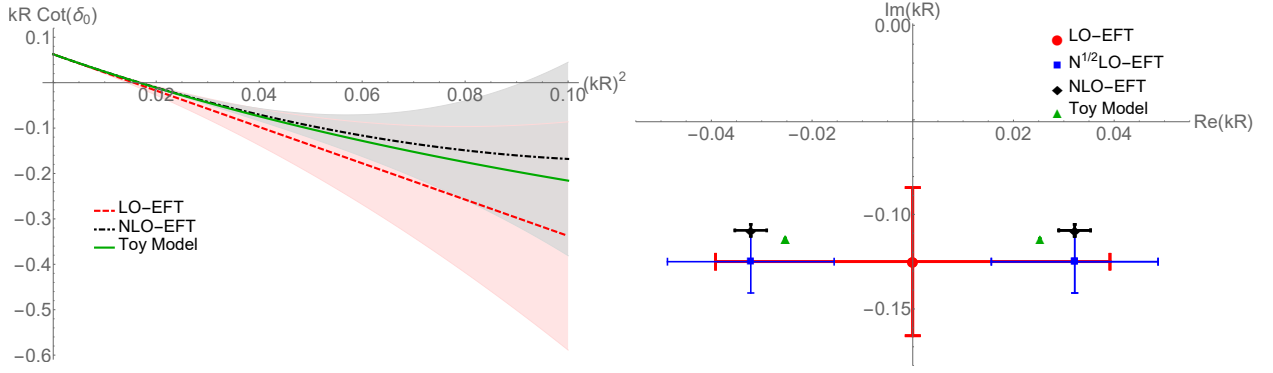 kR Cot(δ₀)
0.1
−0.1
−0.2
−0.3
−0.4
−0.5
−0.6
0.02
0.04
0.06
0.08
0.10
(kR)²
LO−EFT
NLO−EFT
Toy Model
Im(kR)
0.00
LO−EFT
N^{1/2}LO−EFT
NLO−EFT
Toy Model
−0.04
−0.02
0.02
0.04
Re(kR)
−0.10
−0.15